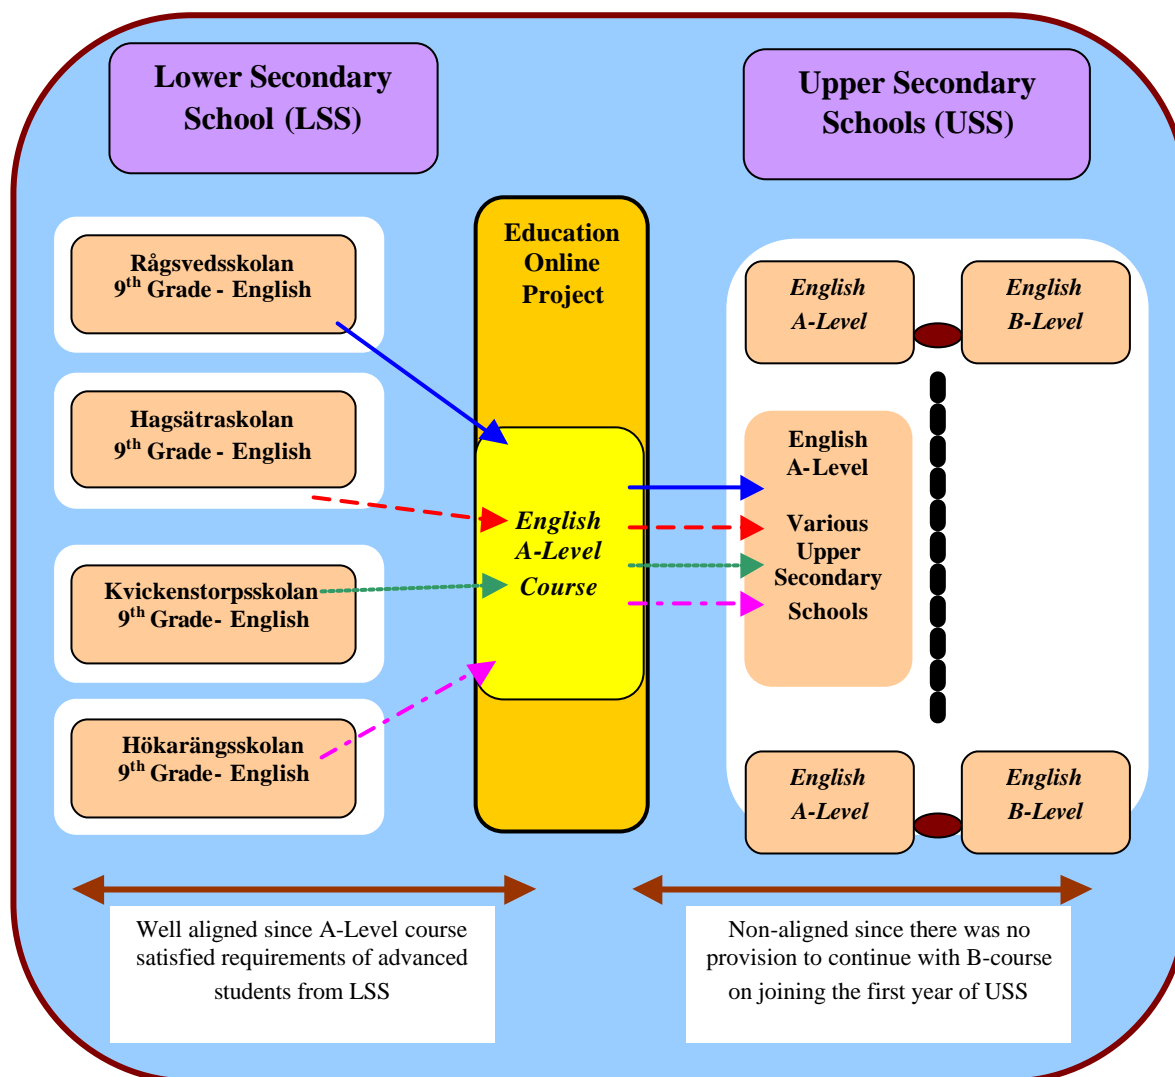 Lower Secondary
School (LSS)
Upper Secondary
Schools (USS)
Rågsvedsskolan
9th Grade - English
Hagsätraskolan
9th Grade - English
Kvickenstorpsskolan
9th Grade- English
Hökarängsskolan
9th Grade- English
Education
Online
Project
English
A-Level
Course
English
A-Level
English
B-Level
English
A-Level
Various
Upper
Secondary
Schools
English
A-Level
English
B-Level
Well aligned since A-Level course
satisfied requirements of advanced
students from LSS
Non-aligned since there was no
provision to continue with B-course
on joining the first year of USS